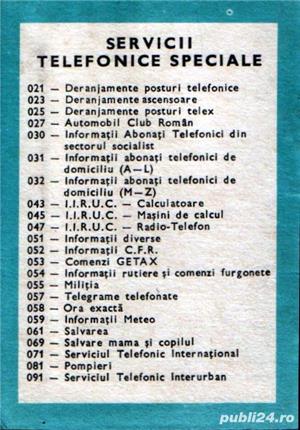 SERVICII
TELEFONICE SPECIALE
021 — Deranjamente posturi telefonice
023 — Deranjamente ascensoare
025 — Deranjamente posturi telex
027 — Automobil Club Român
030 — Informații Abonați Telefonici din
sectorul socialist
031 — Informații abonați telefonici de
domiciliu (A—L)
032 — Informații abonați telefonici de
domiciliu (M—Z)
043 — I.I.R.U.C. — Calculatoare
045 — I.I.R.U.C. — Mașini de calcul
047 — I.I.R.U.C. — Radio-Telefon
051 — Informații diverse
052 — Informații C.F.R.
053 — Comenzi GETAX
054 — Informații rutiere și comenzi furgonete
055 — Miliția
057 — Telegrame telefonate
058 — Ora exactă
059 — Informații Meteo
061 — Salvarea
069 — Salvare mama și copilul
071 — Serviciul Telefonic Internațional
081 — Pompieri
091 — Serviciul Telefonic Interurban
publi24.ro